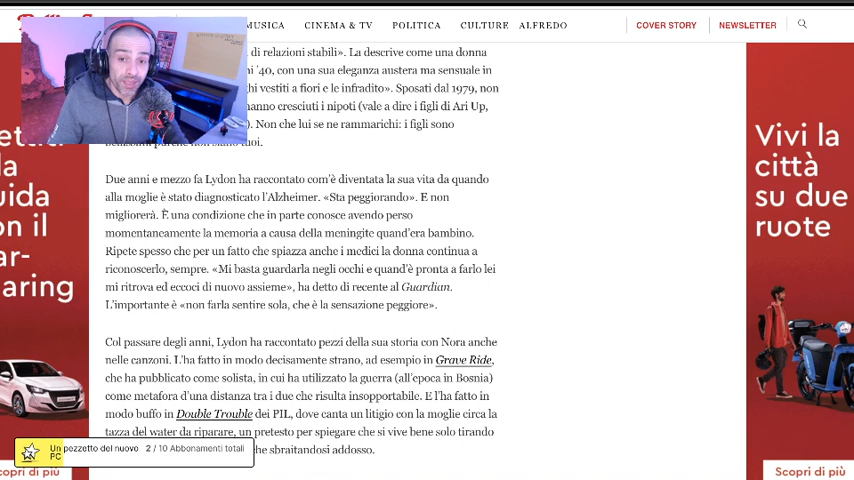 MUSICA CINEMA & TV POLITICA CULTURE ALFREDO COVER STORY NEWSLETTER
di relazioni stabili». La descrive come una donna
ni '40, con una sua eleganza austera ma sensuale in
ghi vestiti a fiori e le infradito». Sposati dal 1979, non
hanno cresciuti i nipoti (vale a dire i figli di Ari Up,
). Non che lui se ne rammarichi: i figli sono
Due anni e mezzo fa Lydon ha raccontato com'è diventata la sua vita da quando
alla moglie è stato diagnosticato l'Alzheimer. «Sta peggiorando». E non
migliorerà. È una condizione che in parte conosce avendo perso
momentaneamente la memoria a causa della meningite quand'era bambino.
Ripete spesso che per un fatto che spiazza anche i medici la donna continua a
riconoscerlo, sempre. «Mi basta guardarla negli occhi e quand'è pronta a farlo lei
mi ritrova ed eccoci di nuovo assieme», ha detto di recente al Guardian.
L'importante è «non farla sentire sola, che è la sensazione peggiore».
Col passare degli anni, Lydon ha raccontato pezzi della sua storia con Nora anche
nelle canzoni. L'ha fatto in modo decisamente strano, ad esempio in Grave Ride,
che ha pubblicato come solista, in cui ha utilizzato la guerra (all'epoca in Bosnia)
come metafora d'una distanza tra i due che risulta insopportabile. E l'ha fatto in
modo buffo in Double Trouble dei PIL, dove canta un litigio con la moglie circa la
tazza del water da riparare, un pretesto per spiegare che si vive bene solo tirando
che sbraitandosi addosso.
Un pezzetto del nuovo PC 2 / 10 Abbonamenti totali
uida
on il
ar-
aring
scopri di più
Vivi la
città
su due
ruote
Scopri di più